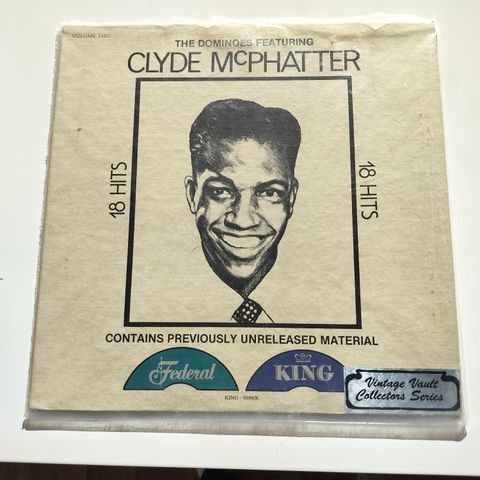 VOLUME TWO
THE DOMINOES FEATURING
CLYDE McPHATTER
18 HITS
18 HITS
CONTAINS PREVIOUSLY UNRELEASED MATERIAL
Federal
KING
KING - 5006X
Vintage Vault
Collectors Series